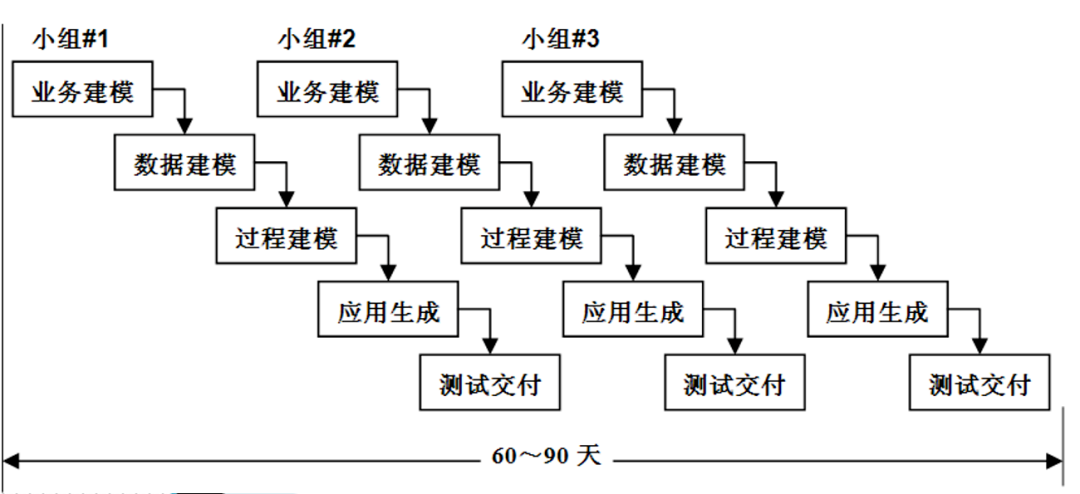 小组#1 小组#2 小组#3
业务建模 业务建模 业务建模
数据建模 数据建模 数据建模
过程建模 过程建模 过程建模
应用生成 应用生成 应用生成
测试交付 测试交付 测试交付
60～90 天